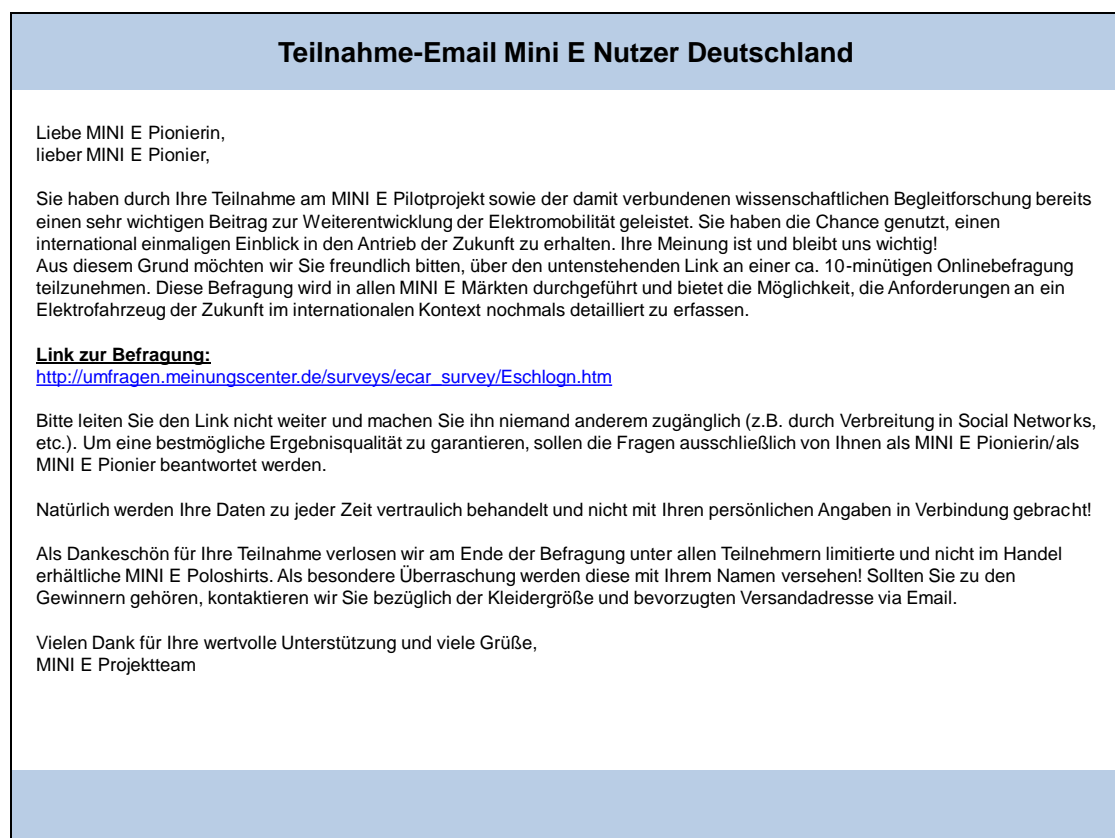 Teilnahme-Email Mini E Nutzer Deutschland
Liebe MINI E Pionierin,
lieber MINI E Pionier,
Sie haben durch Ihre Teilnahme am MINI E Pilotprojekt sowie der damit verbundenen wissenschaftlichen Begleitforschung bereits
einen sehr wichtigen Beitrag zur Weiterentwicklung der Elektromobilität geleistet. Sie haben die Chance genutzt, einen
international einmaligen Einblick in den Antrieb der Zukunft zu erhalten. Ihre Meinung ist und bleibt uns wichtig!
Aus diesem Grund möchten wir Sie freundlich bitten, über den untenstehenden Link an einer ca. 10-minütigen Onlinebefragung
teilzunehmen. Diese Befragung wird in allen MINI E Märkten durchgeführt und bietet die Möglichkeit, die Anforderungen an ein
Elektrofahrzeug der Zukunft im internationalen Kontext nochmals detailliert zu erfassen.
Link zur Befragung:
http://umfragen.meinungscenter.de/surveys/ecar_survey/Eschlogn.htm
Bitte leiten Sie den Link nicht weiter und machen Sie ihn niemand anderem zugänglich (z.B. durch Verbreitung in Social Networks,
etc.). Um eine bestmögliche Ergebnisqualität zu garantieren, sollen die Fragen ausschließlich von Ihnen als MINI E Pionierin/als
MINI E Pionier beantwortet werden.
Natürlich werden Ihre Daten zu jeder Zeit vertraulich behandelt und nicht mit Ihren persönlichen Angaben in Verbindung gebracht!
Als Dankeschön für Ihre Teilnahme verlosen wir am Ende der Befragung unter allen Teilnehmern limitierte und nicht im Handel
erhältliche MINI E Poloshirts. Als besondere Überraschung werden diese mit Ihrem Namen versehen! Sollten Sie zu den
Gewinnern gehören, kontaktieren wir Sie bezüglich der Kleidergröße und bevorzugten Versandadresse via Email.
Vielen Dank für Ihre wertvolle Unterstützung und viele Grüße,
MINI E Projektteam